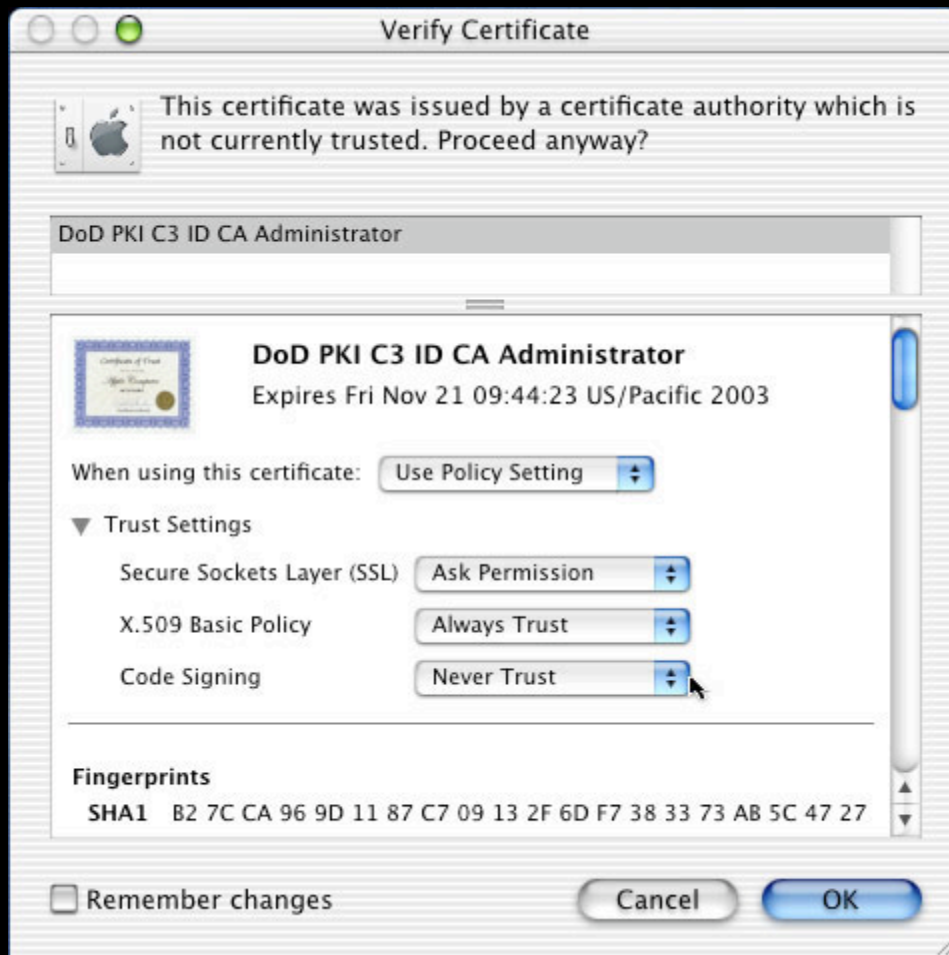 Verify Certificate
This certificate was issued by a certificate authority which is
not currently trusted. Proceed anyway?
DoD PKI C3 ID CA Administrator
DoD PKI C3 ID CA Administrator
Expires Fri Nov 21 09:44:23 US/Pacific 2003
When using this certificate: Use Policy Setting
Trust Settings
Secure Sockets Layer (SSL) Ask Permission
X.509 Basic Policy Always Trust
Code Signing Never Trust
Fingerprints
SHA1 B2 7C CA 96 9D 11 87 C7 09 13 2F 6D F7 38 33 73 AB 5C 47 27
Remember changes Cancel OK